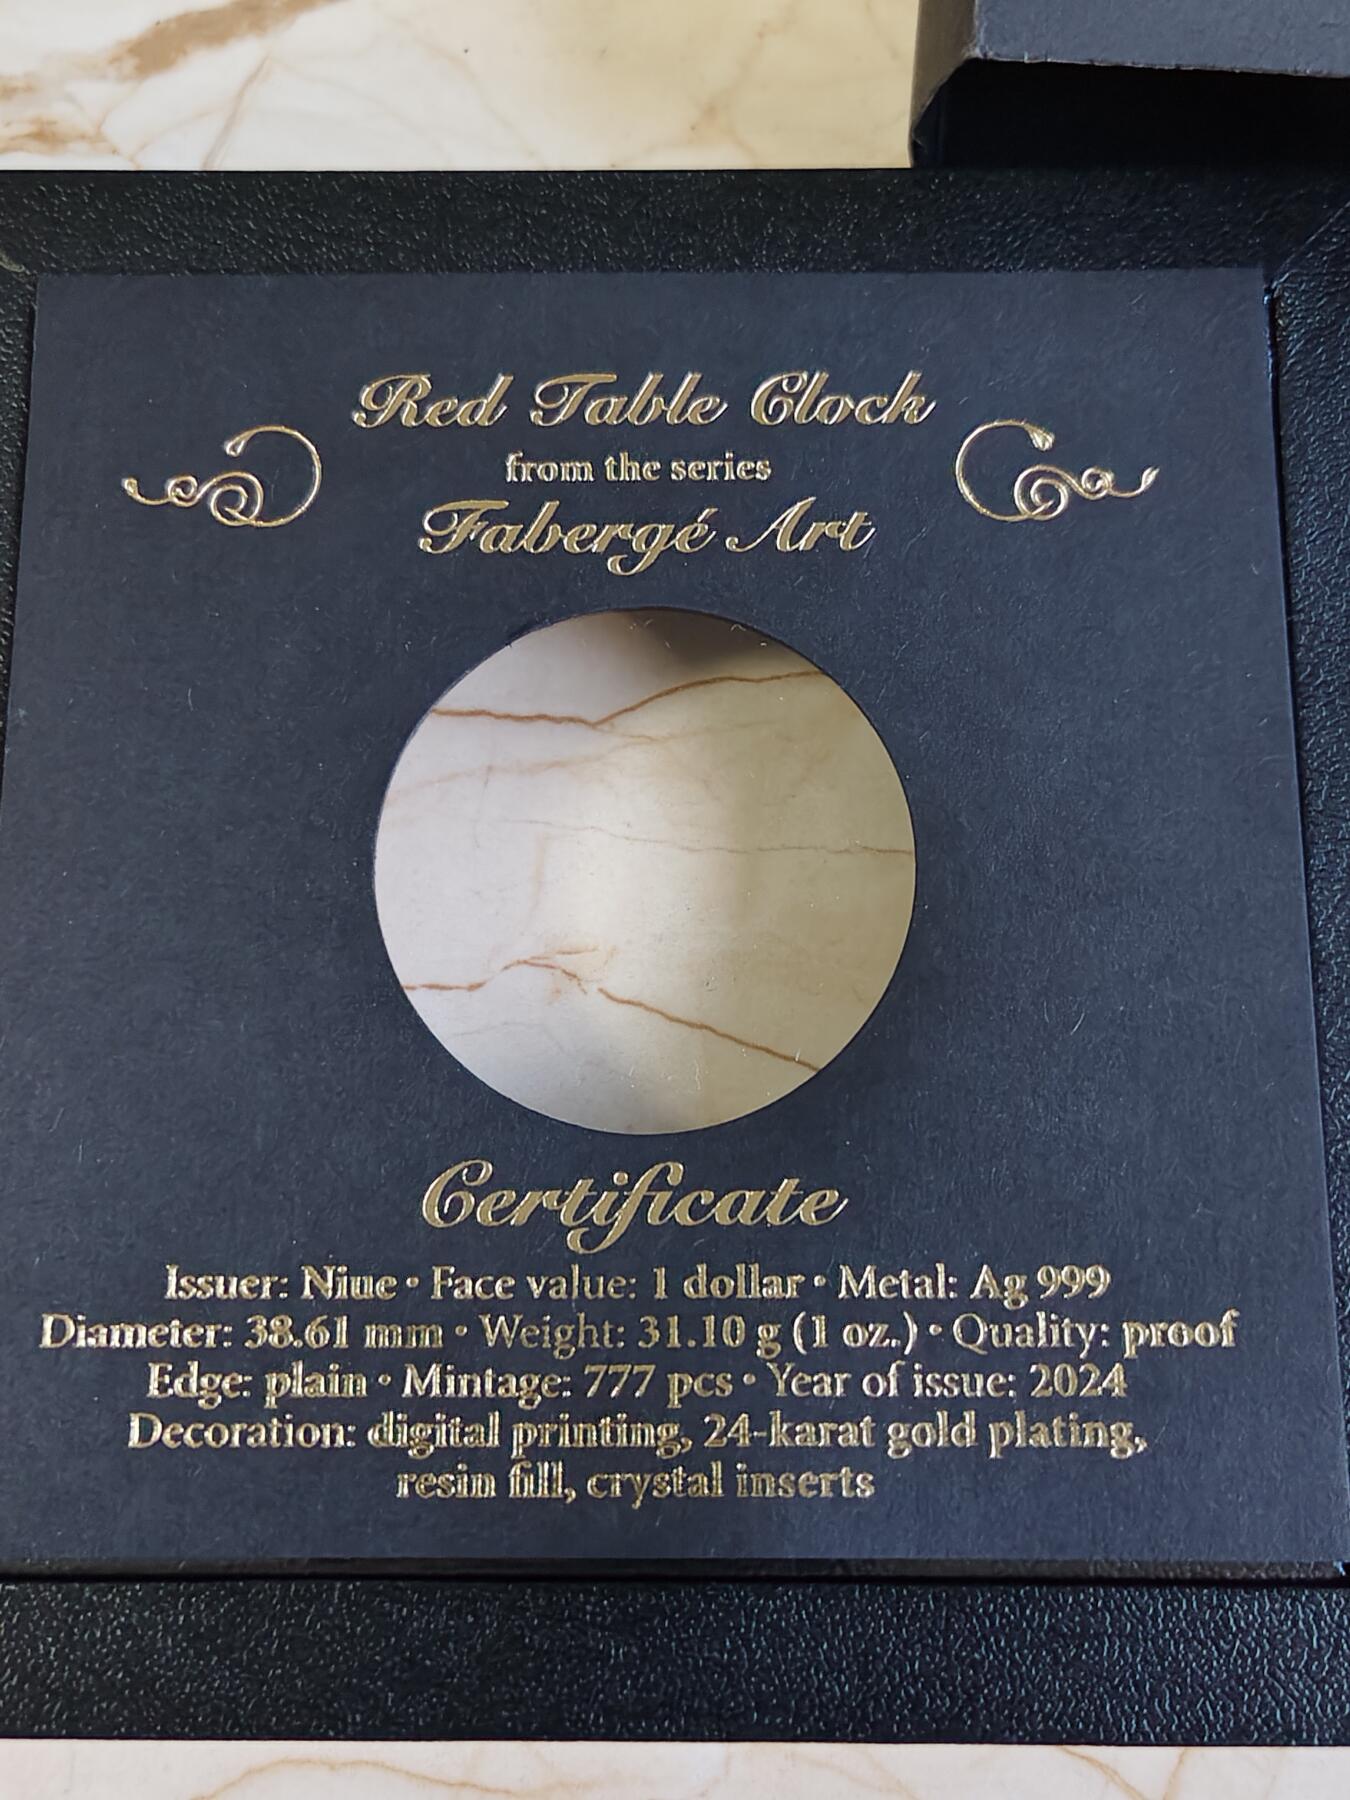 Red Table Clock
from the series
Fabergé Art
Certificate
Issuer: Niue • Face value: 1 dollar • Metal: Ag 999
Diameter: 38.61 mm • Weight: 31.10 g (1 oz.) • Quality: proof
Edge: plain • Mintage: 777 pcs • Year of issue: 2024
Decoration: digital printing, 24-karat gold plating,
resin fill, crystal inserts